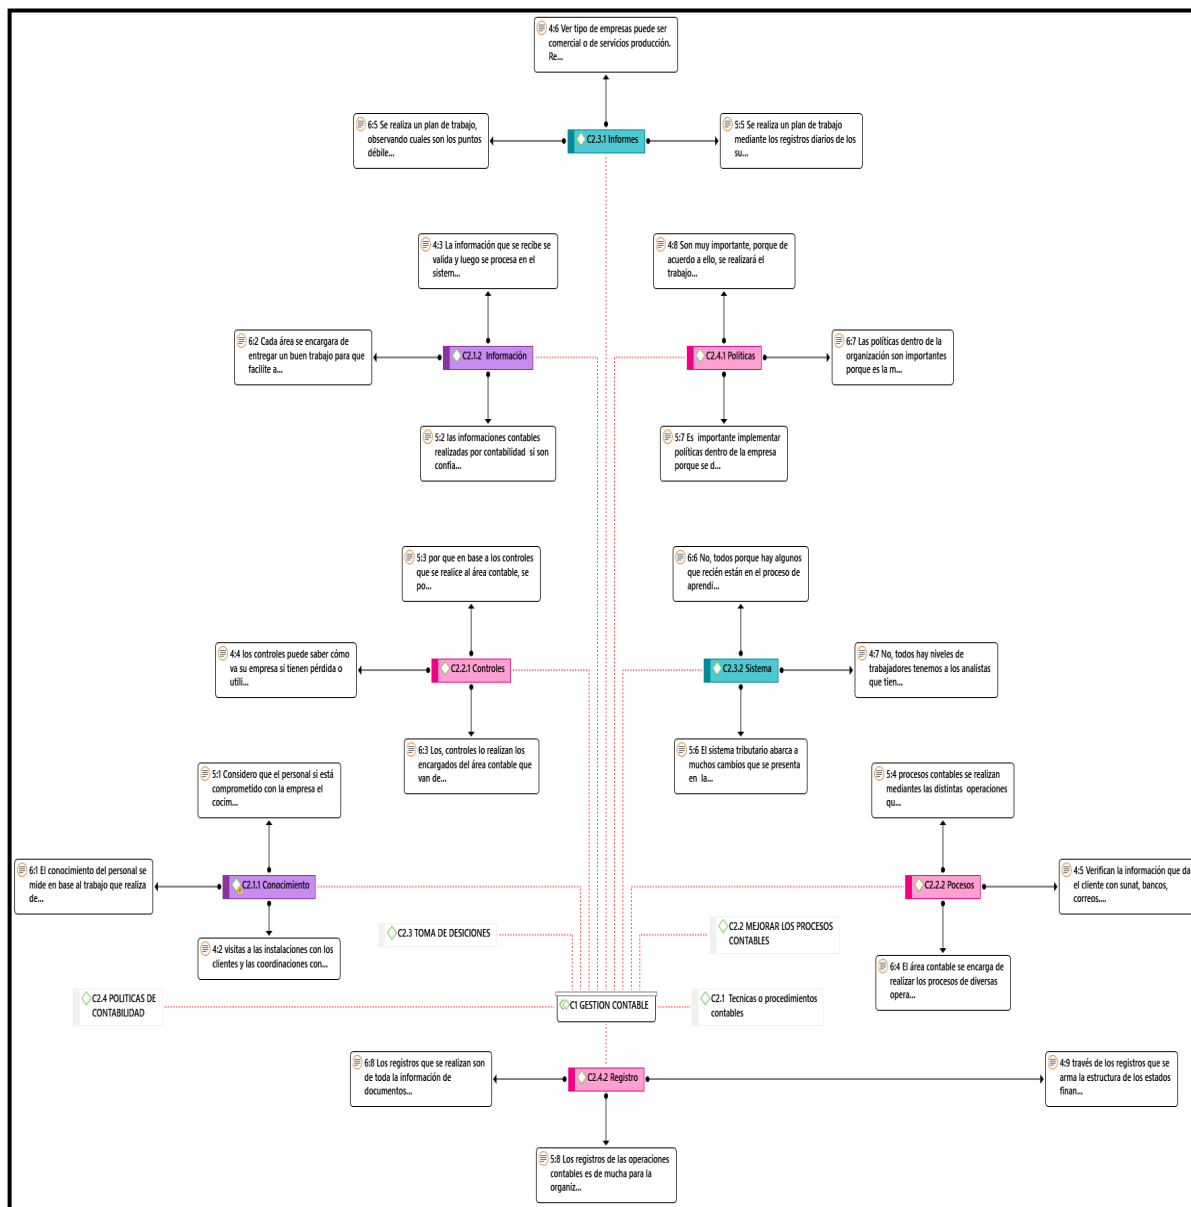 4:6 Ver tipo de empresas puede ser
comercial o de servicios producción.
Re...
6:5 Se realiza un plan de trabajo,
observando cuales son los puntos
débile...
C2.3.1 Informes
5:5 Se realiza un plan de trabajo
mediante los registros diarios de los
su...
4:3 La información que se recibe se
valida y luego se procesa en el
sistem...
4:8 Son muy importante, porque de
acuerdo a ello, se realizará el
trabajo...
6:2 Cada área se encargara de
entregar un buen trabajo para que
facilite a...
C2.1.2 Información
C2.4.1 Políticas
6:7 Las políticas dentro de la
organización son importantes
porque es la m...
5:2 las informaciones contables
realizadas por contabilidad si son
confia...
5:7 Es importante implementar
políticas dentro de la empresa
porque se d...
5:3 por que en base a los controles
que se realice al área contable, se
po...
6:6 No, todos porque hay algunos
que recién están en el proceso de
aprendi...
4:4 los controles puede saber cómo
va su empresa si tienen pérdida o
utili...
C2.2.1 Controles
C2.3.2 Sistema
4:7 No, todos hay niveles de
trabajadores tenemos a los analistas
que tien...
6:3 Los, controles lo realizan los
encargados del área contable que
van de...
5:6 El sistema tributario abarca a
muchos cambios que se presenta
en la...
5:1 Considero que el personal si está
comprometido con la empresa el
cocim...
5:4 procesos contables se realizan
mediantes las distintas operaciones
qu...
6:1 El conocimiento del personal se
mide en base al trabajo que realiza
de...
C2.1.1 Conocimiento
C2.2.2 Pocesos
4:5 Verifican la información que da
el cliente con sunat, bancos,
correos....
4:2 visitas a las instalaciones con los
clientes y las coordinaciones con...
C2.3 TOMA DE DESICIONES
C2.2 MEJORAR LOS PROCESOS
CONTABLES
6:4 El área contable se encarga de
realizar los procesos de diversas
opera...
C2.4 POLITICAS DE
CONTABILIDAD
C1 GESTION CONTABLE
C2.1 Tecnicas o procedimientos
contables
6:8 Los registros que se realizan son
de toda la información de
documentos...
C2.4.2 Registro
4:9 través de los registros que se
arma la estructura de los estados
finan...
5:8 Los registros de las operaciones
contables es de mucha para la
organiz...